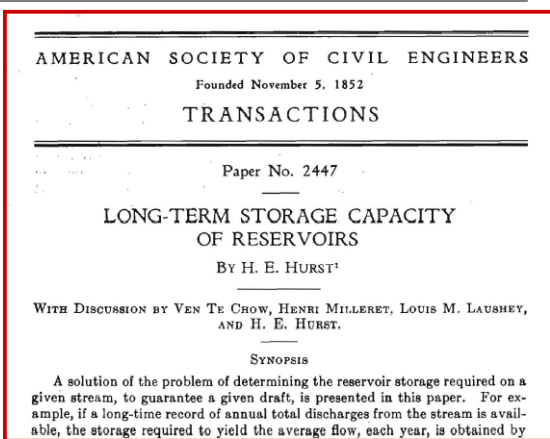 AMERICAN SOCIETY OF CIVIL ENGINEERS
Founded November 5, 1852
TRANSACTIONS
Paper No. 2447
LONG-TERM STORAGE CAPACITY
OF RESERVOIRS
BY H. E. HURST¹
WITH DISCUSSION BY VEN TE CHOW, HENRI MILLERET, LOUIS M. LAUSHEY,
AND H. E. HURST.
SYNOPSIS
A solution of the problem of determining the reservoir storage required on a
given stream, to guarantee a given draft, is presented in this paper. For ex-
ample, if a long-time record of annual total discharges from the stream is avail-
able, the storage required to yield the average flow, each year, is obtained by